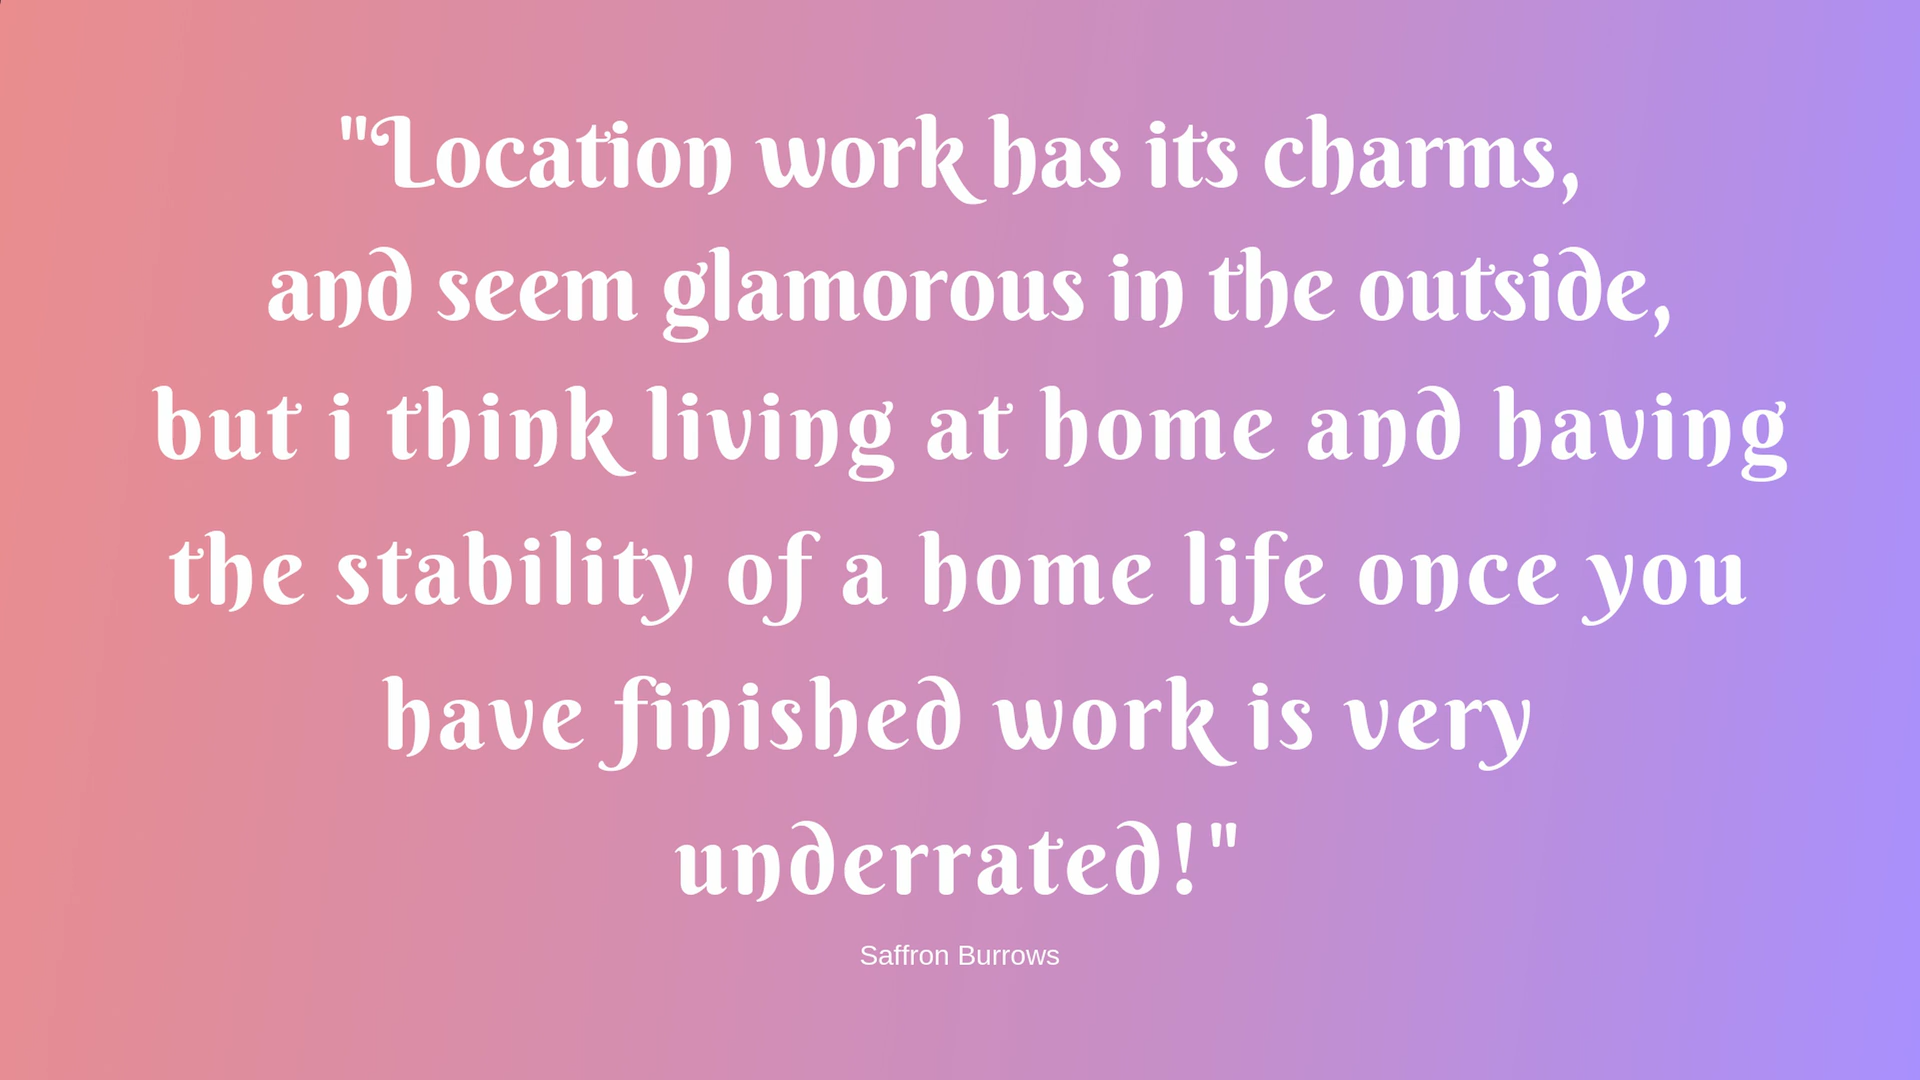 "Location work has its charms,
and seem glamorous in the outside,
but i think living at home and having
the stability of a home life once you
have finished work is very
underrated!"
Saffron Burrows